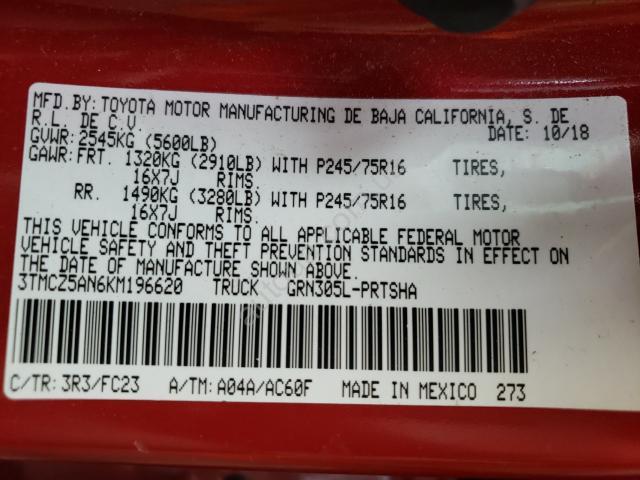 MFD.BY: TOYOTA MOTOR MANUFACTURING DE BAJA CALIFORNIA, S. DE
R.L. DE C.V. DATE: 10/18
GVWR: 2545KG (5600LB)
GAWR: FRT. 1320KG (2910LB) WITH P245/75R16 TIRES,
16X7J RIMS.
RR. 1490KG (3280LB) WITH P245/75R16 TIRES,
16X7J RIMS.
THIS VEHICLE CONFORMS TO ALL APPLICABLE FEDERAL MOTOR
VEHICLE SAFETY AND THEFT PREVENTION STANDARDS IN EFFECT ON
THE DATE OF MANUFACTURE SHOWN ABOVE.
3TMCZ5AN6KM196620 TRUCK GRN305L-PRTSHA
C/TR: 3R3/FC23 A/TM: A04A/AC60F MADE IN MEXICO 273